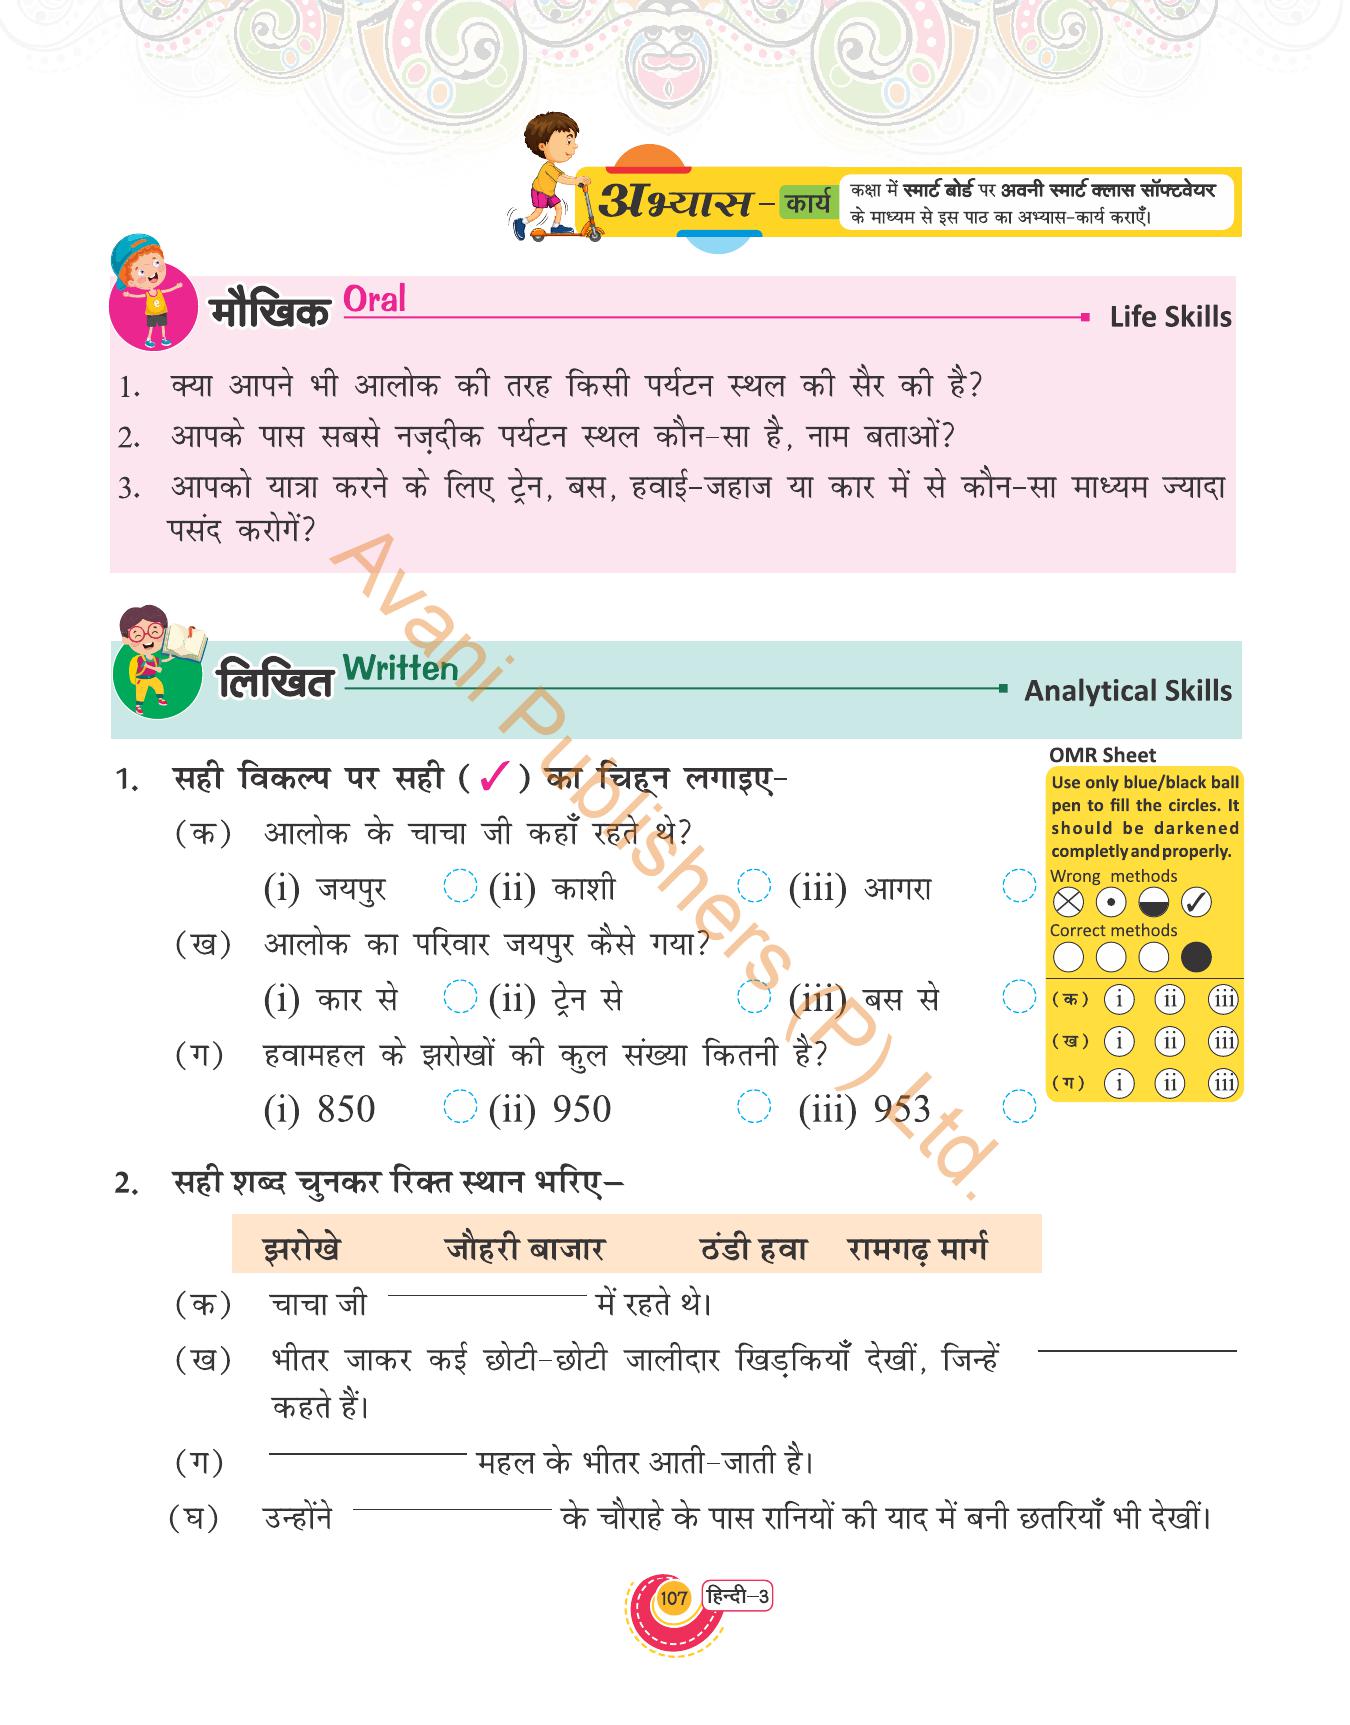 अभ्यास – कार्य
कक्षा में स्मार्ट बोर्ड पर अवनी स्मार्ट क्लास सॉफ्टवेयर
के माध्यम से इस पाठ का अभ्यास-कार्य कराएँ।
मौखिक Oral Life Skills
1. क्या आपने भी आलोक की तरह किसी पर्यटन स्थल की सैर की है?
2. आपके पास सबसे नज़दीक पर्यटन स्थल कौन-सा है, नाम बताओं?
3. आपको यात्रा करने के लिए ट्रेन, बस, हवाई-जहाज या कार में से कौन-सा माध्यम ज्यादा
पसंद करोगें?
लिखित Written Analytical Skills
1. सही विकल्प पर सही (✓) का चिह्न लगाइए-
(क) आलोक के चाचा जी कहाँ रहते थे?
(i) जयपुर (ii) काशी (iii) आगरा
(ख) आलोक का परिवार जयपुर कैसे गया?
(i) कार से (ii) ट्रेन से (iii) बस से
(ग) हवामहल के झरोखों की कुल संख्या कितनी है?
(i) 850 (ii) 950 (iii) 953
OMR Sheet
Use only blue/black ball
pen to fill the circles. It
should be darkened
completly and properly.
Wrong methods
Correct methods
(क) i ii iii
(ख) i ii iii
(ग) i ii iii
2. सही शब्द चुनकर रिक्त स्थान भरिए–
झरोखे जौहरी बाजार ठंडी हवा रामगढ़ मार्ग
(क) चाचा जी ____________ में रहते थे।
(ख) भीतर जाकर कई छोटी-छोटी जालीदार खिड़कियाँ देखीं, जिन्हें ____________
कहते हैं।
(ग) ____________ महल के भीतर आती-जाती है।
(घ) उन्होंने ____________ के चौराहे के पास रानियों की याद में बनी छतरियाँ भी देखीं।
107 हिन्दी–3
Avani Publishers (P) Ltd.